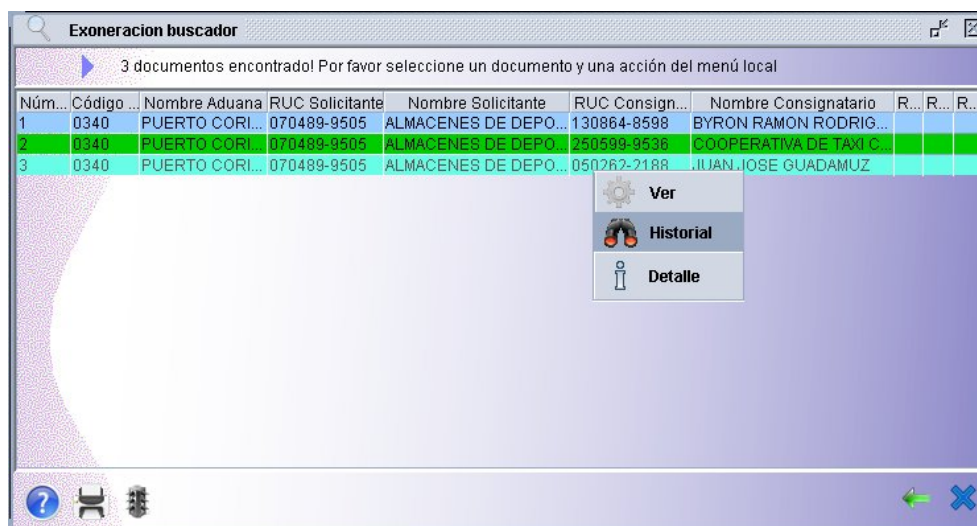 Exoneracion buscador
3 documentos encontrado! Por favor seleccione un documento y una acción del menú local
Núm... Código ... Nombre Aduana RUC Solicitante Nombre Solicitante RUC Consign... Nombre Consignatario R... R... R...
1 0340 PUERTO CORI... 070489-9505 ALMACENES DE DEPO... 130864-8598 BYRON RAMON RODRIG...
2 0340 PUERTO CORI... 070489-9505 ALMACENES DE DEPO... 250599-9536 COOPERATIVA DE TAXI C...
3 0340 PUERTO CORI... 070489-9505 ALMACENES DE DEPO... 050262-2188 JUAN JOSE GUADAMUZ
Ver
Historial
Detalle